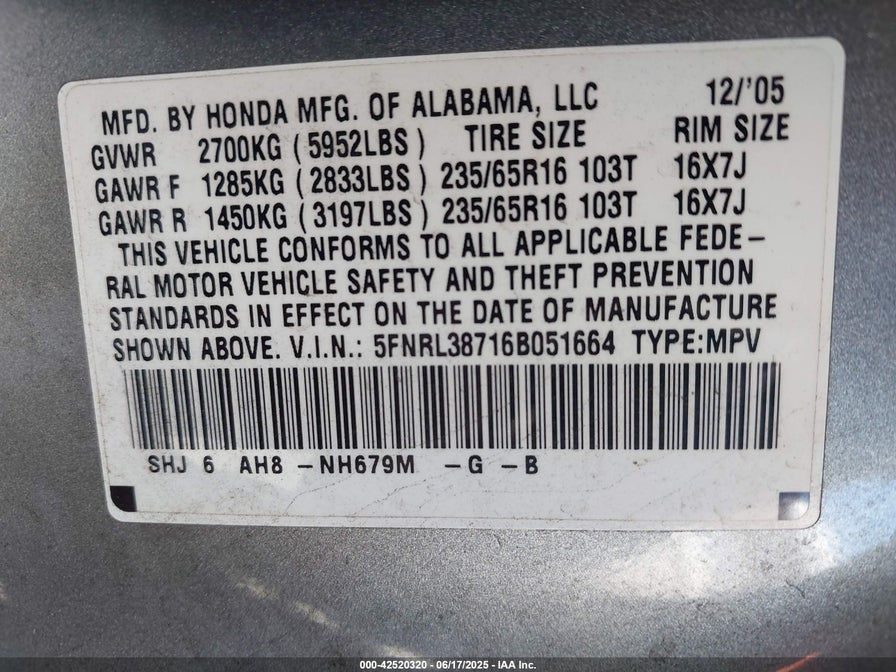 MFD. BY HONDA MFG. OF ALABAMA, LLC 12/'05
GVWR 2700KG (5952LBS) TIRE SIZE RIM SIZE
GAWR F 1285KG (2833LBS) 235/65R16 103T 16X7J
GAWR R 1450KG (3197LBS) 235/65R16 103T 16X7J
THIS VEHICLE CONFORMS TO ALL APPLICABLE FEDE-
RAL MOTOR VEHICLE SAFETY AND THEFT PREVENTION
STANDARDS IN EFFECT ON THE DATE OF MANUFACTURE
SHOWN ABOVE. V.I.N.: 5FNRL38716B051664 TYPE:MPV
SHJ 6 AH8 -NH679M -G -B
000-42520320 - 06/17/2025 - IAA Inc.